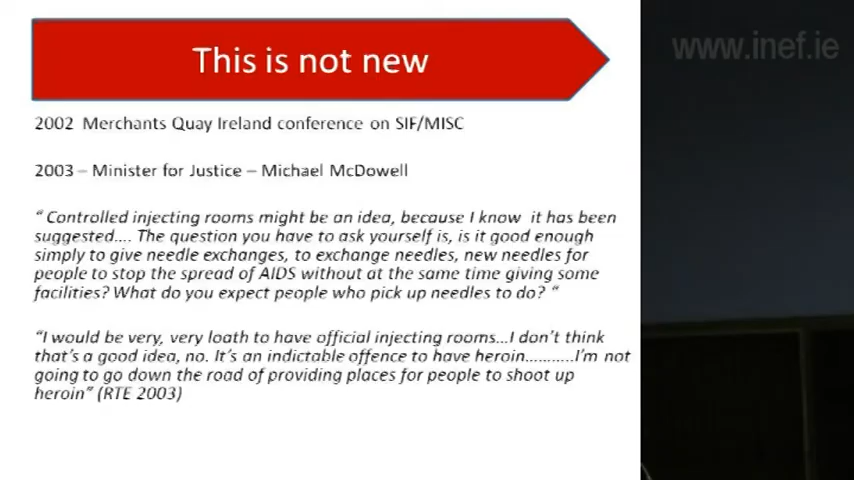 This is not new
www.inef.ie
2002 Merchants Quay Ireland conference on SIF/MISC
2003 – Minister for Justice – Michael McDowell
“ Controlled injecting rooms might be an idea, because I know it has been
suggested.... The question you have to ask yourself is, is it good enough
simply to give needle exchanges, to exchange needles, new needles for
people to stop the spread of AIDS without at the same time giving some
facilities? What do you expect people who pick up needles to do? “
“I would be very, very loath to have official injecting rooms...I don’t think
that’s a good idea, no. It’s an indictable offence to have heroin..........I’m not
going to go down the road of providing places for people to shoot up
heroin” (RTE 2003)